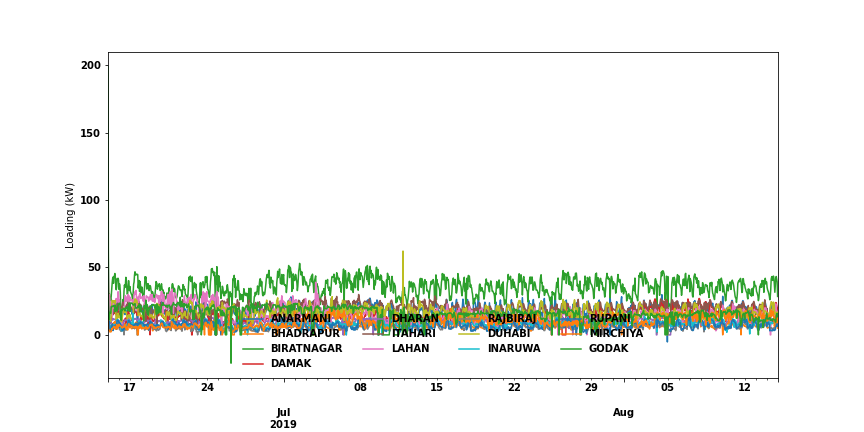 200
150
100
50
0
Loading (kW)
ANARMANI DHARAN RAJBIRAJ RUPANI
BHADRAPUR ITAHARI DUHABI MIRCHIYA
BIRATNAGAR LAHAN INARUWA GODAK
DAMAK
17 24 08 15 22 29 05 12
Jul Aug
2019